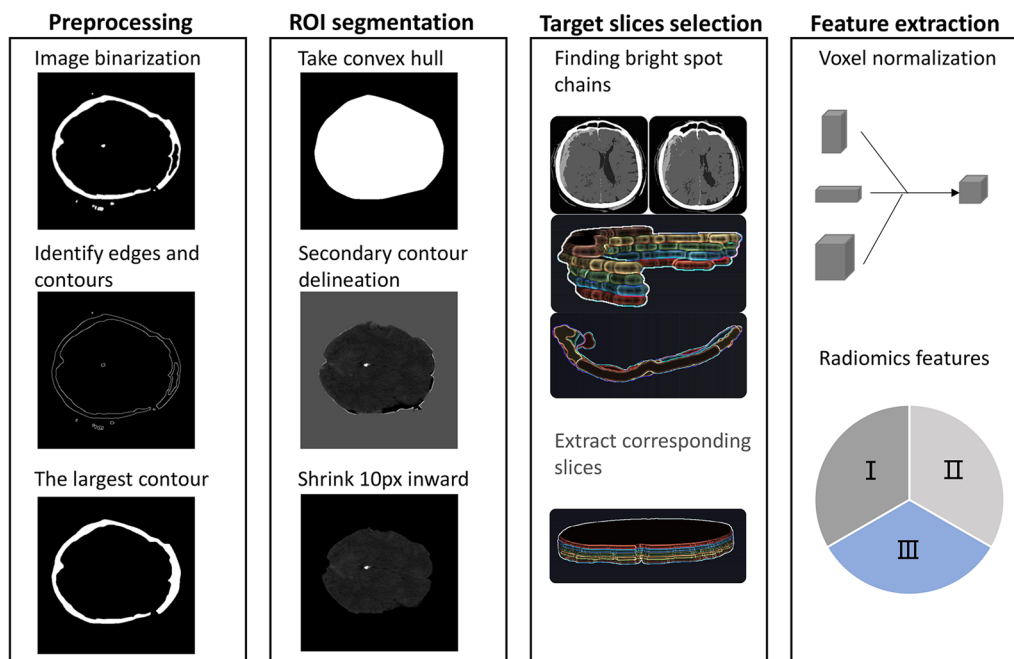 Preprocessing
Image binarization
Identify edges and
contours
The largest contour
ROI segmentation
Take convex hull
Secondary contour
delineation
Shrink 10px inward
Target slices selection
Finding bright spot
chains
Extract corresponding
slices
Feature extraction
Voxel normalization
Radiomics features
I
II
III